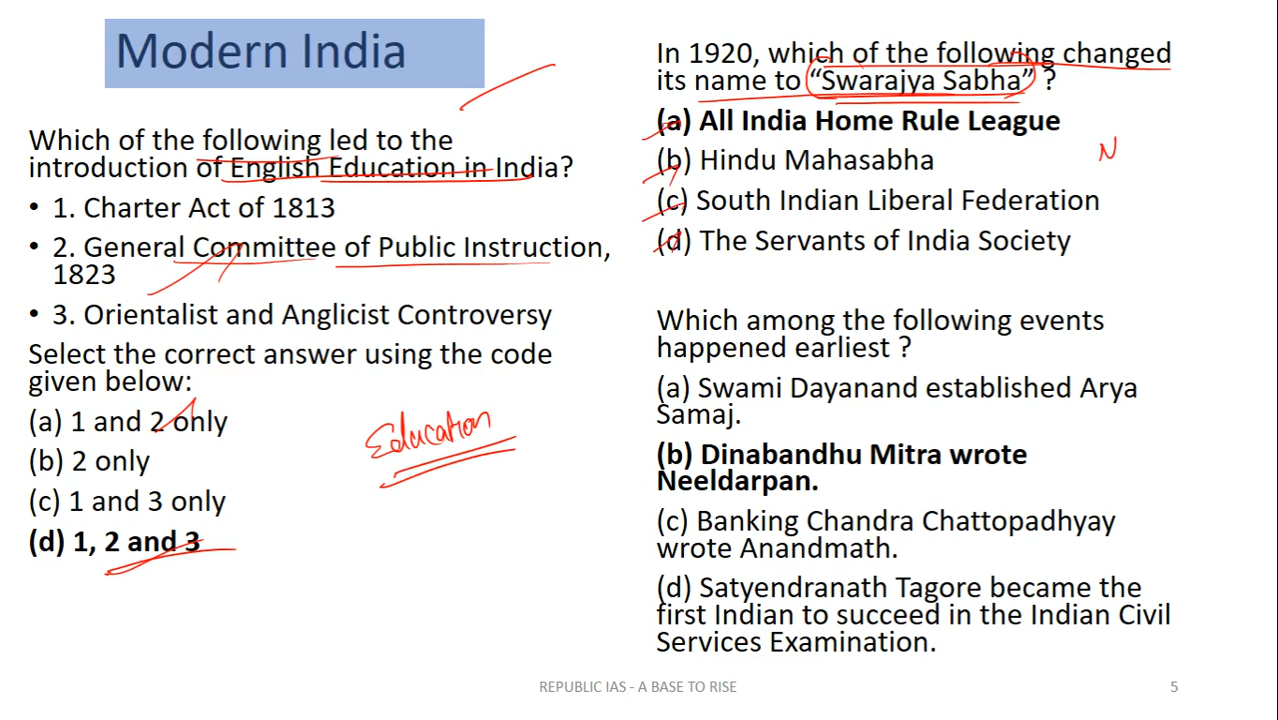 Modern India
Which of the following led to the
introduction of English Education in India?
• 1. Charter Act of 1813
• 2. General Committee of Public Instruction,
1823
• 3. Orientalist and Anglicist Controversy
Select the correct answer using the code
given below:
(a) 1 and 2 only
(b) 2 only
(c) 1 and 3 only
(d) 1, 2 and 3
Education
In 1920, which of the following changed
its name to “Swarajya Sabha” ?
(a) All India Home Rule League
(b) Hindu Mahasabha
(c) South Indian Liberal Federation
(d) The Servants of India Society
N
Which among the following events
happened earliest ?
(a) Swami Dayanand established Arya
Samaj.
(b) Dinabandhu Mitra wrote
Neeldarpan.
(c) Banking Chandra Chattopadhyay
wrote Anandmath.
(d) Satyendranath Tagore became the
first Indian to succeed in the Indian Civil
Services Examination.
REPUBLIC IAS - A BASE TO RISE
5